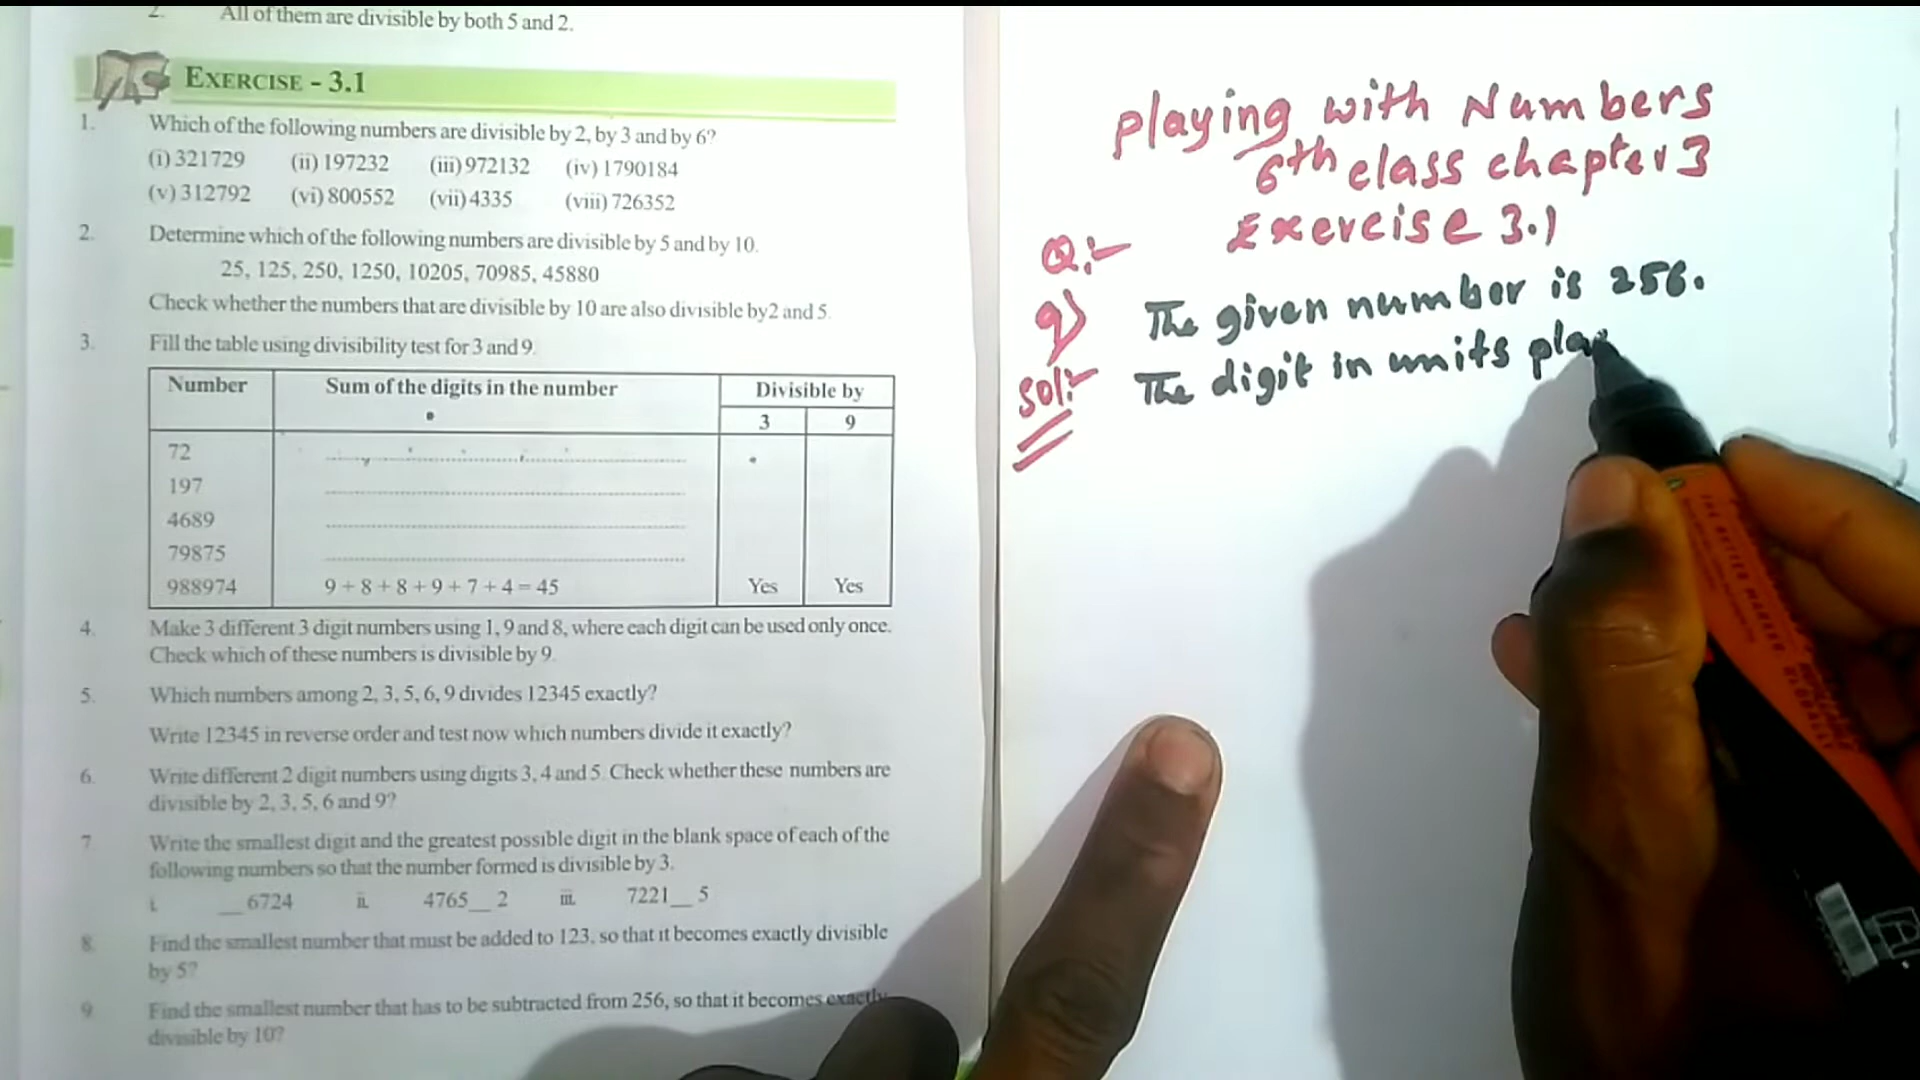 2. All of them are divisible by both 5 and 2.
EXERCISE - 3.1
1. Which of the following numbers are divisible by 2, by 3 and by 6?
(i) 321729 (ii) 197232 (iii) 972132 (iv) 1790184
(v) 312792 (vi) 800552 (vii) 4335 (viii) 726352
2. Determine which of the following numbers are divisible by 5 and by 10.
25, 125, 250, 1250, 10205, 70985, 45880
Check whether the numbers that are divisible by 10 are also divisible by2 and 5.
3. Fill the table using divisibility test for 3 and 9.
Number Sum of the digits in the number Divisible by
3 9
72
197
4689
79875
988974 9 + 8 + 8 + 9 + 7 + 4 = 45 Yes Yes
4. Make 3 different 3 digit numbers using 1, 9 and 8, where each digit can be used only once.
Check which of these numbers is divisible by 9.
5. Which numbers among 2, 3, 5, 6, 9 divides 12345 exactly?
Write 12345 in reverse order and test now which numbers divide it exactly?
6. Write different 2 digit numbers using digits 3, 4 and 5. Check whether these numbers are
divisible by 2, 3, 5, 6 and 9?
7. Write the smallest digit and the greatest possible digit in the blank space of each of the
following numbers so that the number formed is divisible by 3.
i. __6724 ii. 4765__ 2 iii. 7221__ 5
8. Find the smallest number that must be added to 123, so that it becomes exactly divisible
by 5?
9. Find the smallest number that has to be subtracted from 256, so that it becomes exactly
divisible by 10?
playing with Numbers
6th class chapter 3
Exercise 3.1
Q:-
9) The given number is 256.
Sol:- The digit in units pla